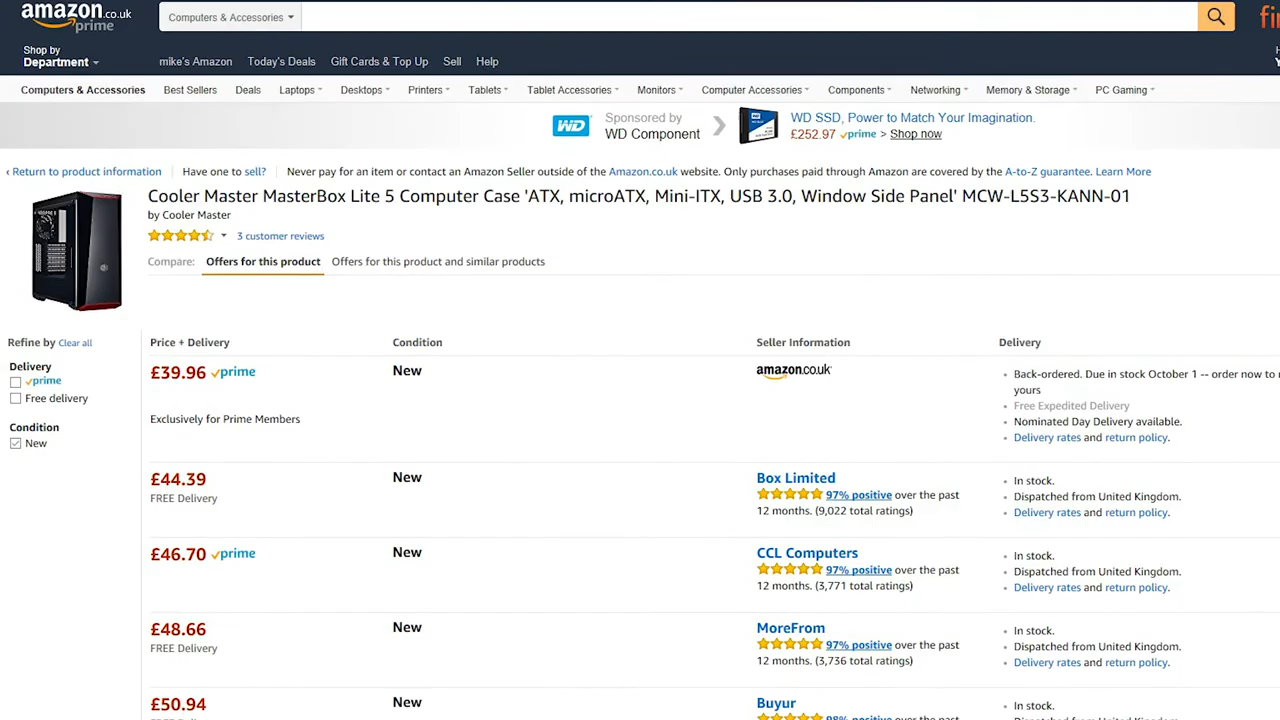 amazon.co.uk
prime
Computers & Accessories
Shop by
Department
mike's Amazon Today's Deals Gift Cards & Top Up Sell Help
Computers & Accessories Best Sellers Deals Laptops Desktops Printers Tablets Tablet Accessories Monitors Computer Accessories Components Networking Memory & Storage PC Gaming
WD
Sponsored by
WD Component
WD SSD, Power to Match Your Imagination.
£252.97 prime > Shop now
‹ Return to product information Have one to sell? Never pay for an item or contact an Amazon Seller outside of the Amazon.co.uk website. Only purchases paid through Amazon are covered by the A-to-Z guarantee. Learn More
Cooler Master MasterBox Lite 5 Computer Case 'ATX, microATX, Mini-ITX, USB 3.0, Window Side Panel' MCW-L5S3-KANN-01
by Cooler Master
3 customer reviews
Compare: Offers for this product Offers for this product and similar products
Refine by Clear all
Delivery
prime
Free delivery
Condition
New
Price + Delivery Condition Seller Information Delivery
£39.96 prime
Exclusively for Prime Members
New
amazon.co.uk
Back-ordered. Due in stock October 1 -- order now to
yours
Free Expedited Delivery
Nominated Day Delivery available.
Delivery rates and return policy.
£44.39
FREE Delivery
New
Box Limited
97% positive over the past
12 months. (9,022 total ratings)
In stock.
Dispatched from United Kingdom.
Delivery rates and return policy.
£46.70 prime
New
CCL Computers
97% positive over the past
12 months. (3,771 total ratings)
In stock.
Dispatched from United Kingdom.
Delivery rates and return policy.
£48.66
FREE Delivery
New
MoreFrom
97% positive over the past
12 months. (3,736 total ratings)
In stock.
Dispatched from United Kingdom.
Delivery rates and return policy.
£50.94
New
Buyur
In stock.